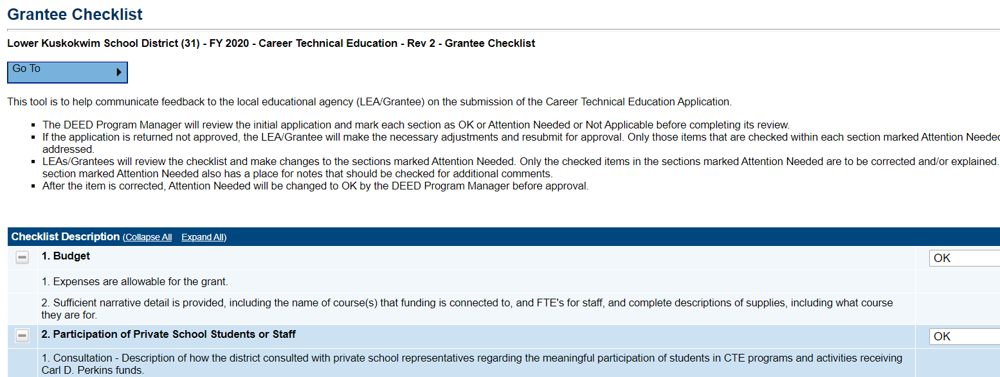 Grantee Checklist
Lower Kuskokwim School District (31) - FY 2020 - Career Technical Education - Rev 2 - Grantee Checklist
Go To
This tool is to help communicate feedback to the local educational agency (LEA/Grantee) on the submission of the Career Technical Education Application.
The DEED Program Manager will review the initial application and mark each section as OK or Attention Needed or Not Applicable before completing its review.
If the application is returned not approved, the LEA/Grantee will make the necessary adjustments and resubmit for approval. Only those items that are checked within each section marked Attention Needed
addressed.
LEAs/Grantees will review the checklist and make changes to the sections marked Attention Needed. Only the checked items in the sections marked Attention Needed are to be corrected and/or explained.
section marked Attention Needed also has a place for notes that should be checked for additional comments.
After the item is corrected, Attention Needed will be changed to OK by the DEED Program Manager before approval.
Checklist Description (Collapse All Expand All)
1. Budget OK
1. Expenses are allowable for the grant.
2. Sufficient narrative detail is provided, including the name of course(s) that funding is connected to, and FTE's for staff, and complete descriptions of supplies, including what course
they are for.
2. Participation of Private School Students or Staff OK
1. Consultation - Description of how the district consulted with private school representatives regarding the meaningful participation of students in CTE programs and activities receiving
Carl D. Perkins funds.